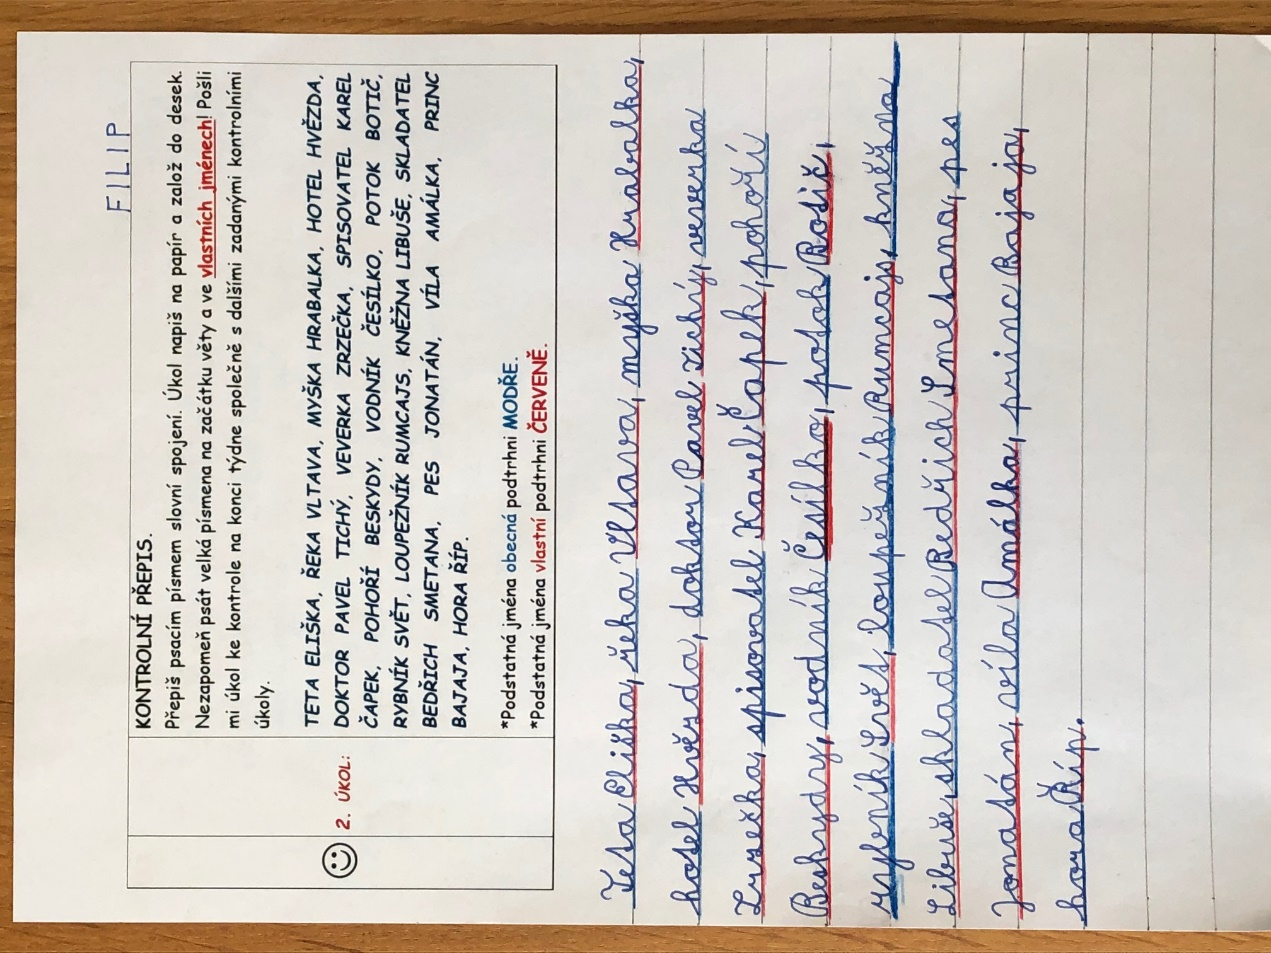 FILIP
KONTROLNÍ PŘEPIS.
Přepiš psacím písmem slovní spojení. Úkol napiš na papír a založ do desek.
Nezapomeň psát velká písmena na začátku věty a ve vlastních jménech! Pošli
mi úkol ke kontrole na konci týdne společně s dalšími zadanými kontrolními
úkoly.
2. ÚKOL:
TETA ELIŠKA, ŘEKA VLTAVA, MYŠKA HRABALKA, HOTEL HVĚZDA,
DOKTOR PAVEL TICHÝ, VEVERKA ZRZEČKA, SPISOVATEL KAREL
ČAPEK, POHOŘÍ BESKYDY, VODNÍK ČESÍLKO, POTOK BOTIČ,
RYBNÍK SVĚT, LOUPEŽNÍK RUMCAJS, KNĚŽNA LIBUŠE, SKLADATEL
BEDŘICH SMETANA, PES JONATÁN, VÍLA AMÁLKA, PRINC
BAJAJA, HORA ŘÍP.
*Podstatná jména obecná podtrhni MODŘE.
*Podstatná jména vlastní podtrhni ČERVENĚ.
Teta Eliška, řeka Vltava, myška Hrabalka,
hotel Hvězda, doktor Pavel Tichý, veverka
Zrzečka, spisovatel Karel Čapek, pohoří
Beskydy, vodník Česílko, potok Botič,
rybník Svět, loupežník Rumcajs, kněžna
Libuše, skladatel Bedřich Smetana, pes
Jonatán, víla Amálka, princ Bajaja,
hora Říp.